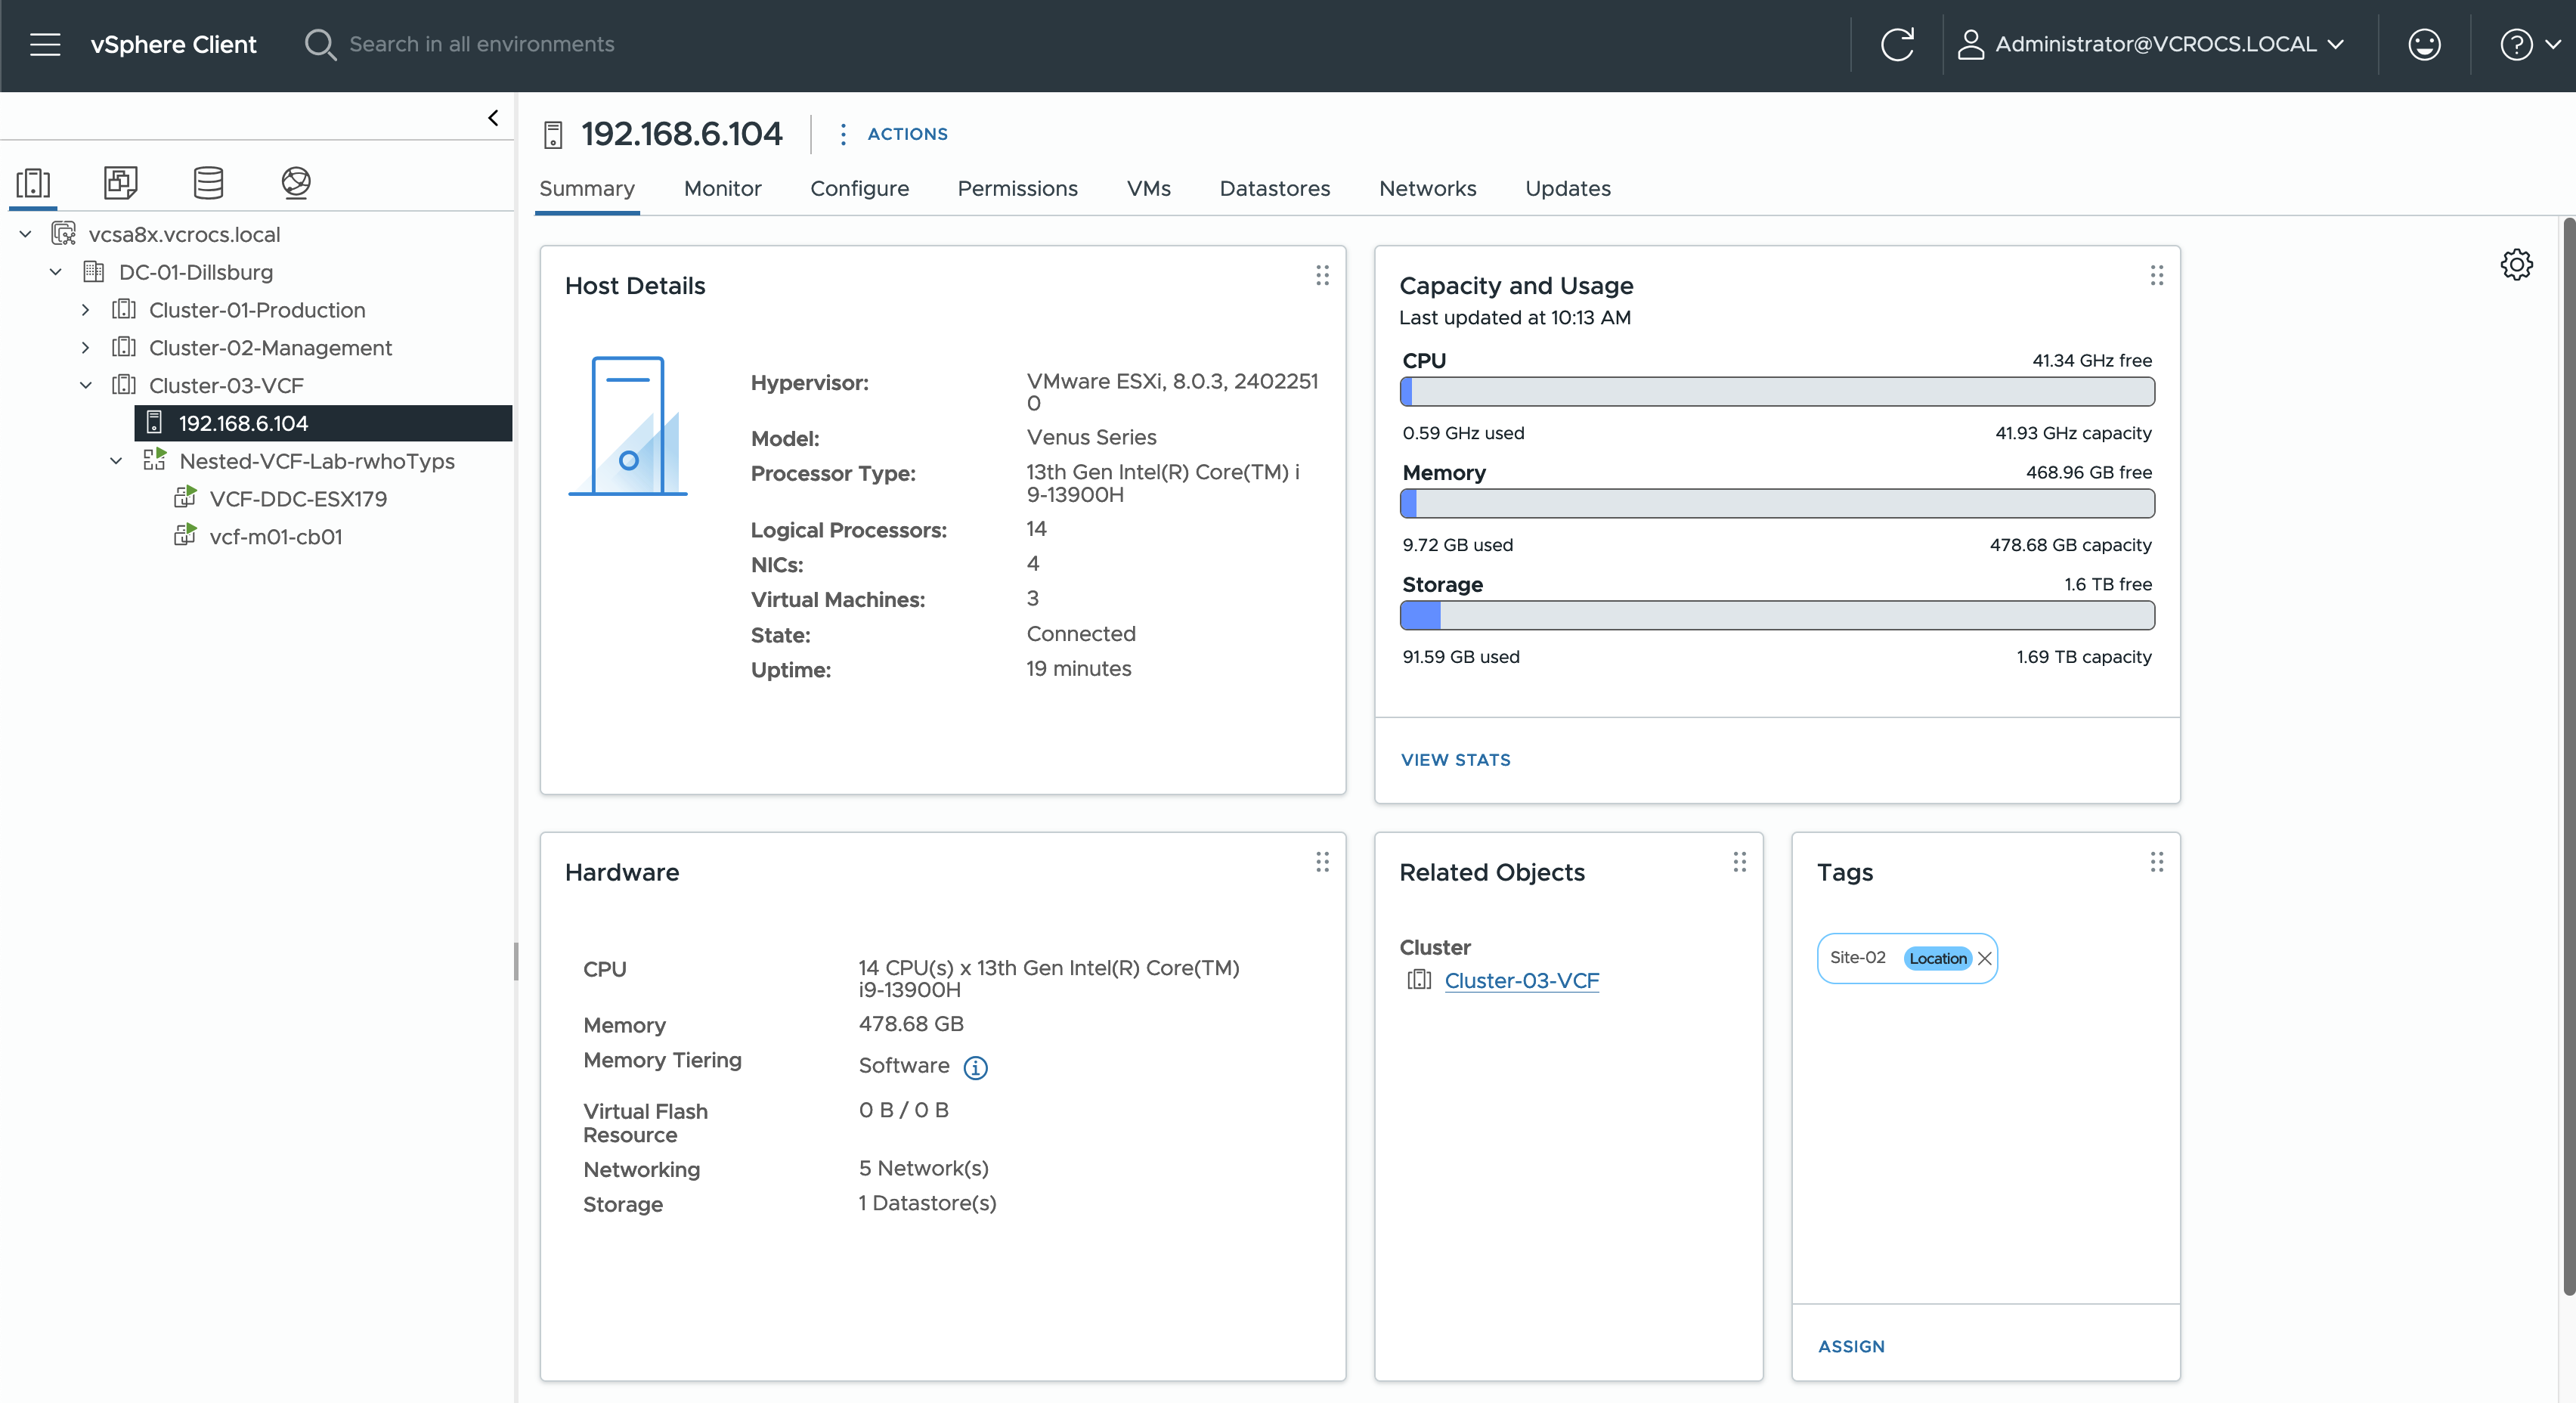 vSphere Client
Search in all environments
Administrator@VCROCS.LOCAL
192.168.6.104
ACTIONS
Summary
Monitor
Configure
Permissions
VMs
Datastores
Networks
Updates
vcsa8x.vcrocs.local
DC-01-Dillsburg
Cluster-01-Production
Cluster-02-Management
Cluster-03-VCF
192.168.6.104
Nested-VCF-Lab-rwhoTyps
VCF-DDC-ESX179
vcf-m01-cb01
Host Details
Hypervisor: VMware ESXi, 8.0.3, 2402251
0
Model: Venus Series
Processor Type: 13th Gen Intel(R) Core(TM) i
9-13900H
Logical Processors: 14
NICs: 4
Virtual Machines: 3
State: Connected
Uptime: 19 minutes
Capacity and Usage
Last updated at 10:13 AM
CPU 41.34 GHz free
0.59 GHz used 41.93 GHz capacity
Memory 468.96 GB free
9.72 GB used 478.68 GB capacity
Storage 1.6 TB free
91.59 GB used 1.69 TB capacity
VIEW STATS
Hardware
CPU 14 CPU(s) x 13th Gen Intel(R) Core(TM)
i9-13900H
Memory 478.68 GB
Memory Tiering Software
Virtual Flash 0 B / 0 B
Resource
Networking 5 Network(s)
Storage 1 Datastore(s)
Related Objects
Cluster
Cluster-03-VCF
Tags
Site-02 Location
ASSIGN